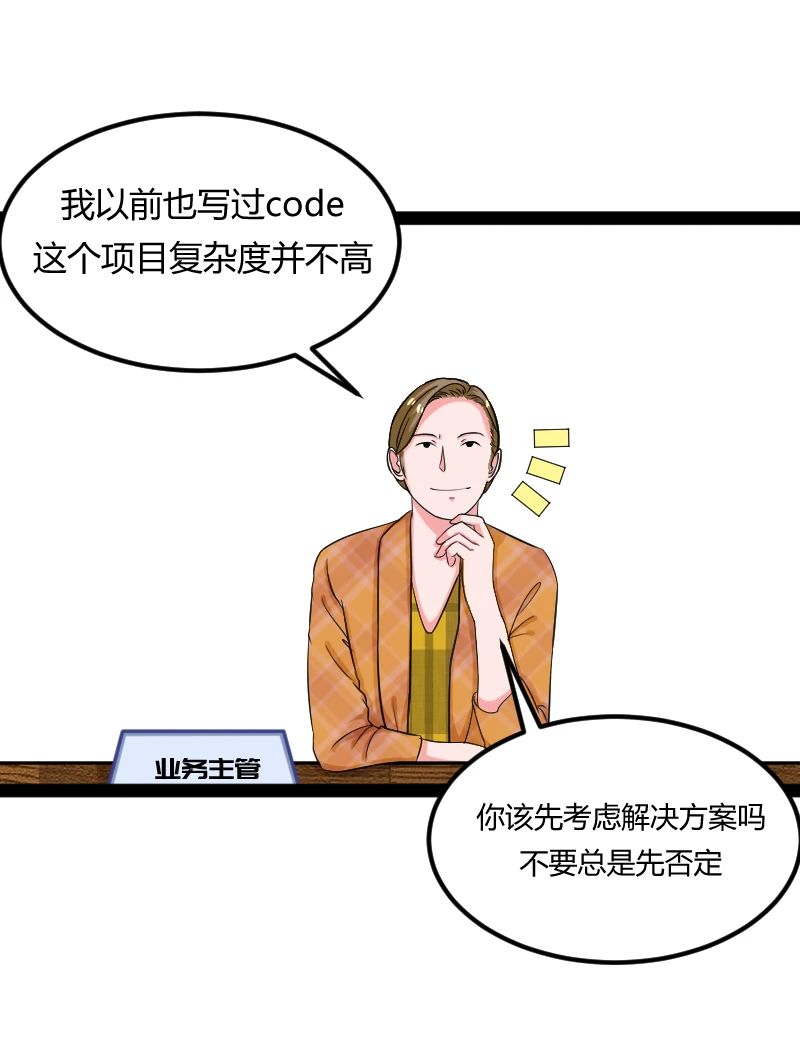 我以前也写过code
这个项目复杂度并不高
业务主管
你该先考虑解决方案吗
不要总是先否定